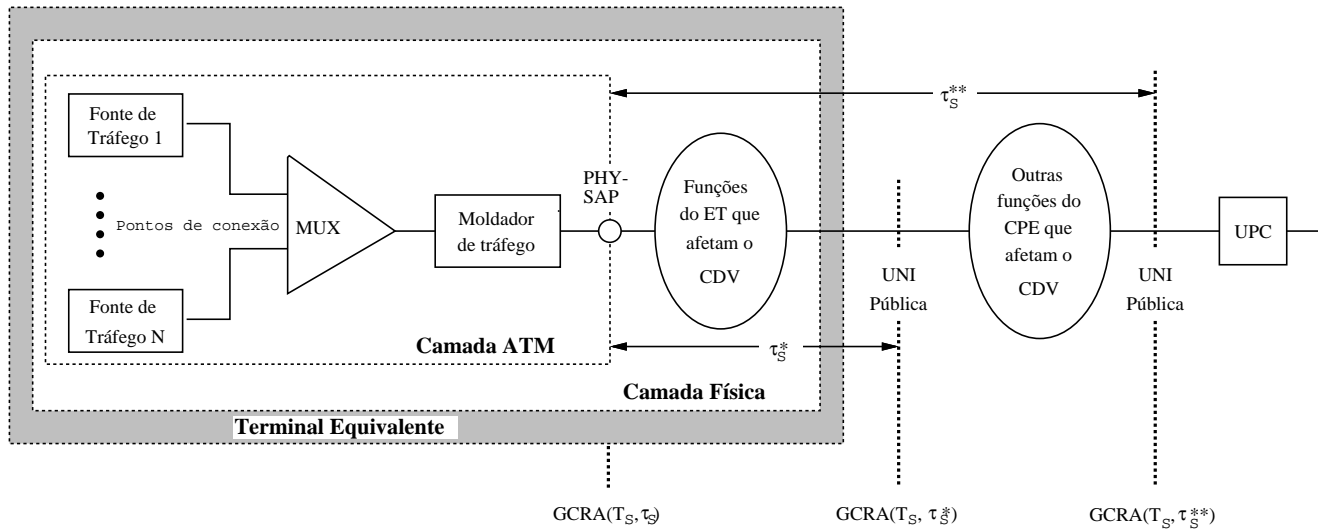 Fonte de
Tráfego 1
Pontos de conexão
Fonte de
Tráfego N
MUX
Moldador
de tráfego
PHY-
SAP
Funções
do ET que
afetam o
CDV
τS**
UNI
Pública
Outras
funções do
CPE que
afetam o
CDV
UNI
Pública
UPC
τS*
Camada ATM
Camada Física
Terminal Equivalente
GCRA(TS,τS)
GCRA(TS, τS*)
GCRA(TS,τS**)